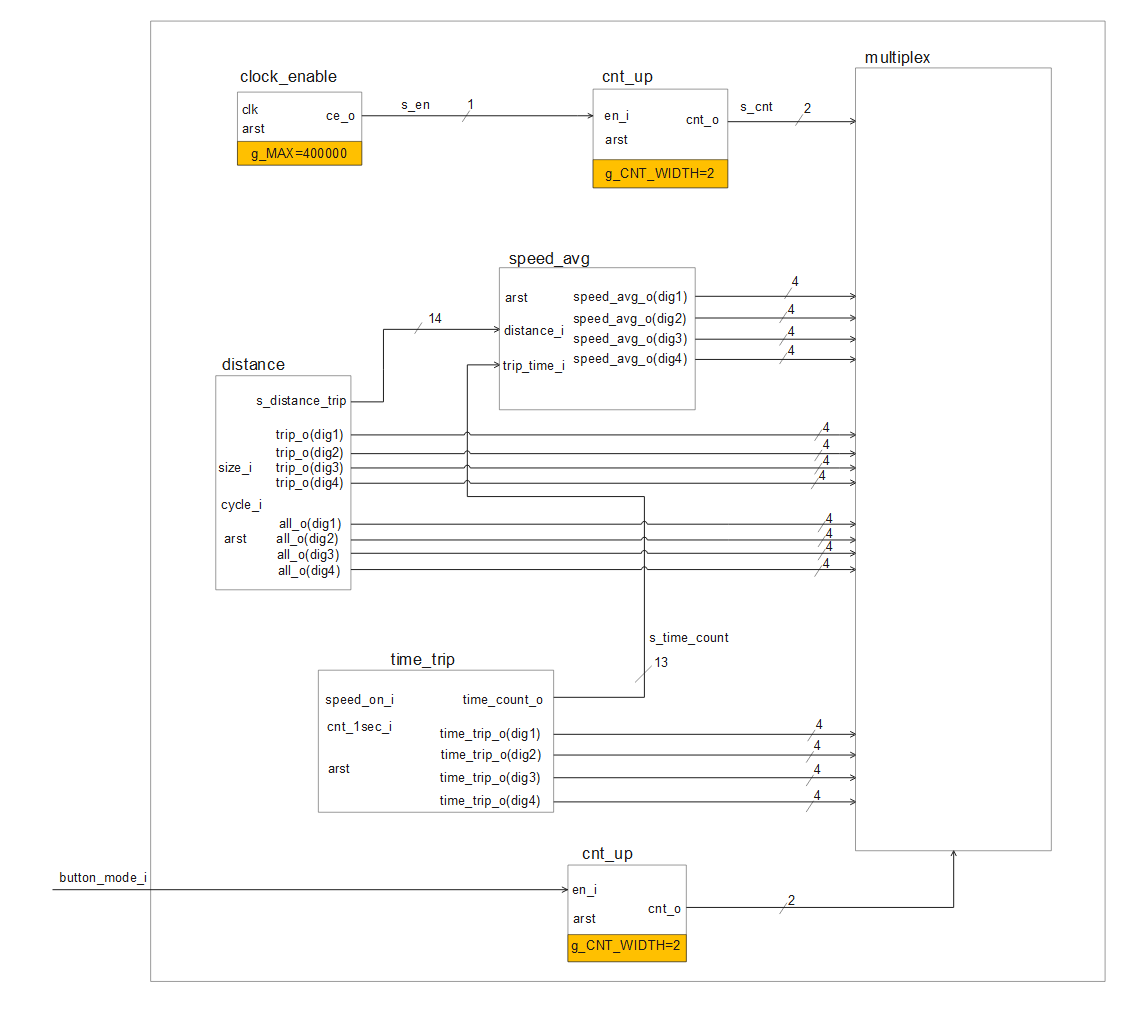 multiplex
clock_enable
clk
arst
ce_o
g_MAX=400000
s_en
1
cnt_up
en_i
arst
cnt_o
g_CNT_WIDTH=2
s_cnt
2
speed_avg
arst
distance_i
trip_time_i
speed_avg_o(dig1)
speed_avg_o(dig2)
speed_avg_o(dig3)
speed_avg_o(dig4)
4
4
4
4
14
distance
s_distance_trip
trip_o(dig1)
trip_o(dig2)
trip_o(dig3)
trip_o(dig4)
size_i
cycle_i
arst
all_o(dig1)
all_o(dig2)
all_o(dig3)
all_o(dig4)
4
4
4
4
4
4
4
4
s_time_count
13
time_trip
speed_on_i
cnt_1sec_i
arst
time_count_o
time_trip_o(dig1)
time_trip_o(dig2)
time_trip_o(dig3)
time_trip_o(dig4)
4
4
4
4
button_mode_i
cnt_up
en_i
arst
cnt_o
g_CNT_WIDTH=2
2